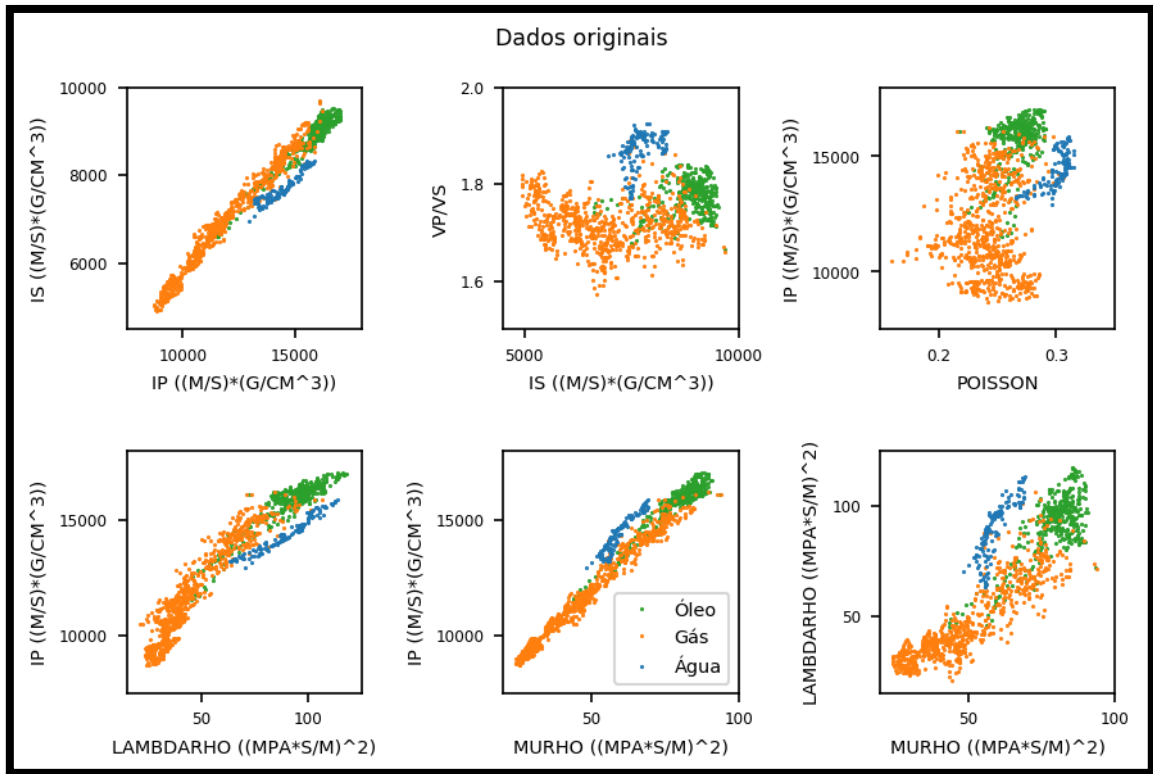 Dados originais
10000
8000
6000
IS ((M/S)*(G/CM^3))
10000 15000
IP ((M/S)*(G/CM^3))
2.0
1.8
1.6
VP/VS
5000 10000
IS ((M/S)*(G/CM^3))
15000
10000
IP ((M/S)*(G/CM^3))
0.2 0.3
POISSON
15000
10000
IP ((M/S)*(G/CM^3))
50 100
LAMBDARHO ((MPA*S/M)^2)
15000
10000
IP ((M/S)*(G/CM^3))
Óleo
Gás
Água
50 100
MURHO ((MPA*S/M)^2)
100
50
LAMBDARHO ((MPA*S/M)^2)
50 100
MURHO ((MPA*S/M)^2)